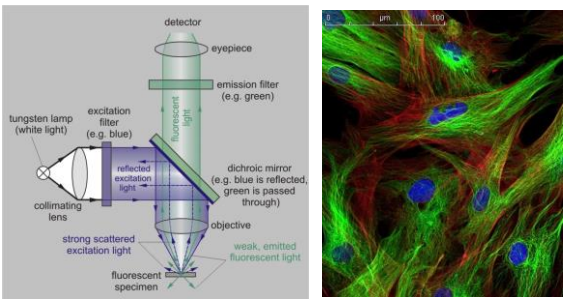 detector
eyepiece
emission filter
(e.g. green)
fluorescent
light
excitation
filter
(e.g. blue)
tungsten lamp
(white light)
reflected
excitation
light
dichroic mirror
(e.g. blue is reflected,
green is passed
through)
collimating
lens
objective
strong scattered
excitation light
weak, emitted
fluorescent light
fluorescent
specimen
0 µm 100